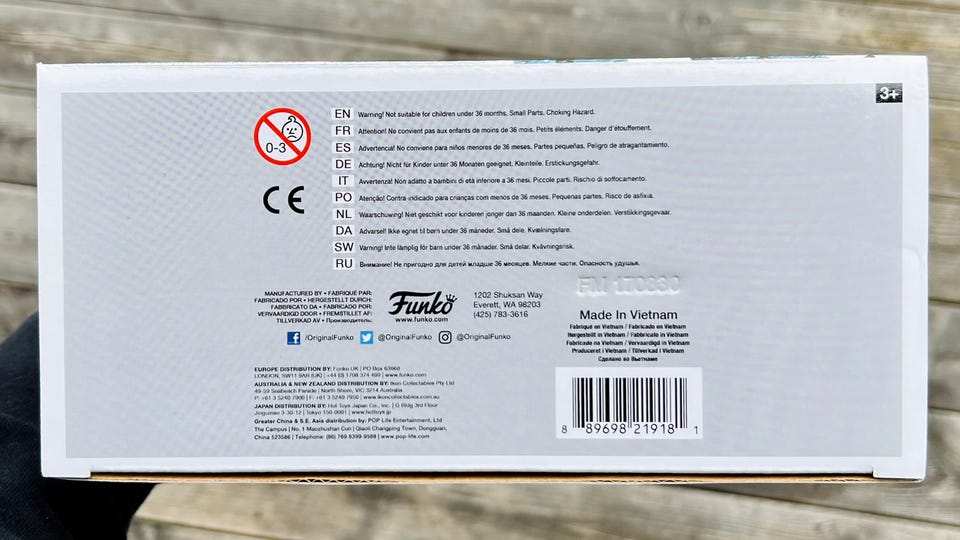 3+
0-3
EN Warning! Not suitable for children under 36 months. Small Parts. Choking Hazard.
FR Attention! Ne convient pas aux enfants de moins de 36 mois. Petits éléments. Danger d'étouffement.
ES Advertencia! No conviene para niños menores de 36 meses. Partes pequeñas. Peligro de atragantamiento.
DE Achtung! Nicht für Kinder unter 36 Monaten geeignet. Kleinteile. Erstickungsgefahr.
IT Avvertenza! Non adatto a bambini di età inferiore a 36 mesi. Piccole parti. Rischio di soffocamento.
PO Atenção! Contra-indicado para crianças com menos de 36 meses. Pequenas partes. Risco de asfixia.
NL Waarschuwing! Niet geschikt voor kinderen jonger dan 36 maanden. Kleine onderdelen. Verstikkingsgevaar.
DA Advarsel! Ikke egnet til børn under 36 måneder. Små dele. Kvælningsfare.
SW Varning! Inte lämplig för barn under 36 månader. Små delar. Kvävningsrisk.
RU Внимание! Не пригодно для детей младше 36 месяцев. Мелкие части. Опасность удушья.
CE
MANUFACTURED BY • FABRIQUÉ PAR:
FABRICADO POR • HERGESTELLT DURCH:
FABBRICATO DA • FABRICADO POR:
VERVAARDIGD DOOR • FREMSTILLET AF:
TILLVERKAD AV • Производитель:
Funko
www.funko.com
1202 Shuksan Way
Everett, WA 98203
(425) 783-3616
/OriginalFunko @OriginalFunko @OriginalFunko
EUROPE DISTRIBUTION BY: Funko UK | PO Box 63968
LONDON, SW11 9AR (UK) | +44 (0) 1708 374 499 | www.funko.com
AUSTRALIA & NEW ZEALAND DISTRIBUTION BY: Ikon Collectables Pty Ltd
49-59 Seabeach Parade | North Shore, VIC 3214 Australia
P: +61 3 5240 7900 | F: +61 3 5240 7950 | www.ikoncollectables.com.au
JAPAN DISTRIBUTION BY: Hot Toys Japan Co., Inc. | G Bldg 3rd Floor
Jingumae 3-30-12 | Tokyo 150-0001 | www.hottoys.jp
Greater China & S.E. Asia distribution by: POP Life Entertainment, Ltd
The Campus | No. 1 Maozhushan Cun | Qiaoli Changping Town, Dongguan,
China 523586 | Telephone: (86) 769 8399-9588 | www.pop-life.com
Made In Vietnam
Fabriqué en Vietnam / Fabricado en Vietnam
Hergestellt in Vietnam / Fabbricato in Vietnam
Fabricado na Vietnam / Vervaardigd in Vietnam
Produceret i Vietnam / Tillverkad i Vietnam
Сделано во Вьетнаме
8 89698 21918 1